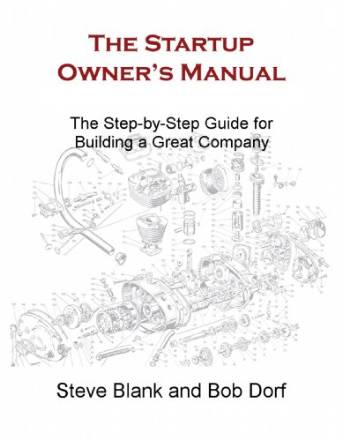 THE STARTUP
OWNER'S MANUAL
The Step-by-Step Guide for
Building a Great Company
Steve Blank and Bob Dorf